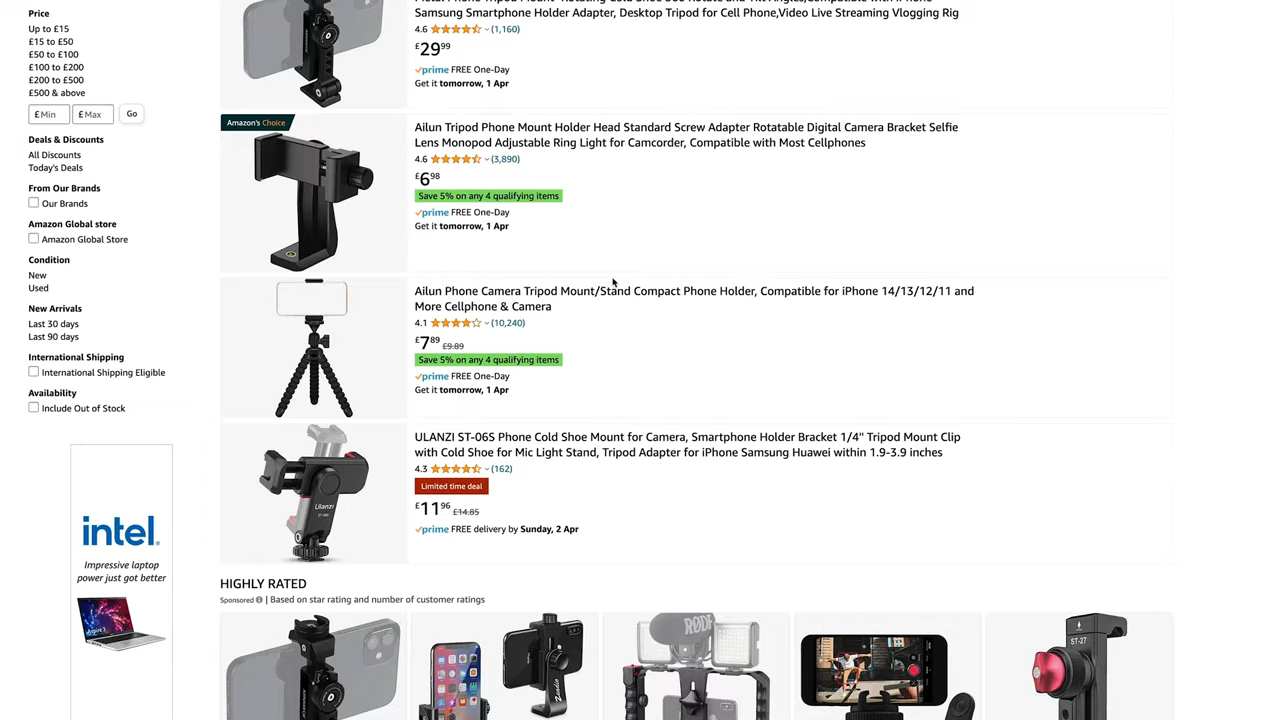 Price
Up to £15
£15 to £50
£50 to £100
£100 to £200
£200 to £500
£500 & above
£ Min £ Max Go
Deals & Discounts
All Discounts
Today's Deals
From Our Brands
Our Brands
Amazon Global store
Amazon Global Store
Condition
New
Used
New Arrivals
Last 30 days
Last 90 days
International Shipping
International Shipping Eligible
Availability
Include Out of Stock
intel.
Impressive laptop
power just got better
Samsung Smartphone Holder Adapter, Desktop Tripod for Cell Phone,Video Live Streaming Vlogging Rig
4.6 (1,160)
£29.99
prime FREE One-Day
Get it tomorrow, 1 Apr
Amazon's Choice
Ailun Tripod Phone Mount Holder Head Standard Screw Adapter Rotatable Digital Camera Bracket Selfie
Lens Monopod Adjustable Ring Light for Camcorder, Compatible with Most Cellphones
4.6 (3,890)
£6.98
Save 5% on any 4 qualifying items
prime FREE One-Day
Get it tomorrow, 1 Apr
Ailun Phone Camera Tripod Mount/Stand Compact Phone Holder, Compatible for iPhone 14/13/12/11 and
More Cellphone & Camera
4.1 (10,240)
£7.89 £9.89
Save 5% on any 4 qualifying items
prime FREE One-Day
Get it tomorrow, 1 Apr
ULANZI ST-06S Phone Cold Shoe Mount for Camera, Smartphone Holder Bracket 1/4" Tripod Mount Clip
with Cold Shoe for Mic Light Stand, Tripod Adapter for iPhone Samsung Huawei within 1.9-3.9 inches
4.3 (162)
Limited time deal
£11.96 £14.85
prime FREE delivery by Sunday, 2 Apr
Ulanzi
HIGHLY RATED
Sponsored | Based on star rating and number of customer ratings
RØDE
ST-27